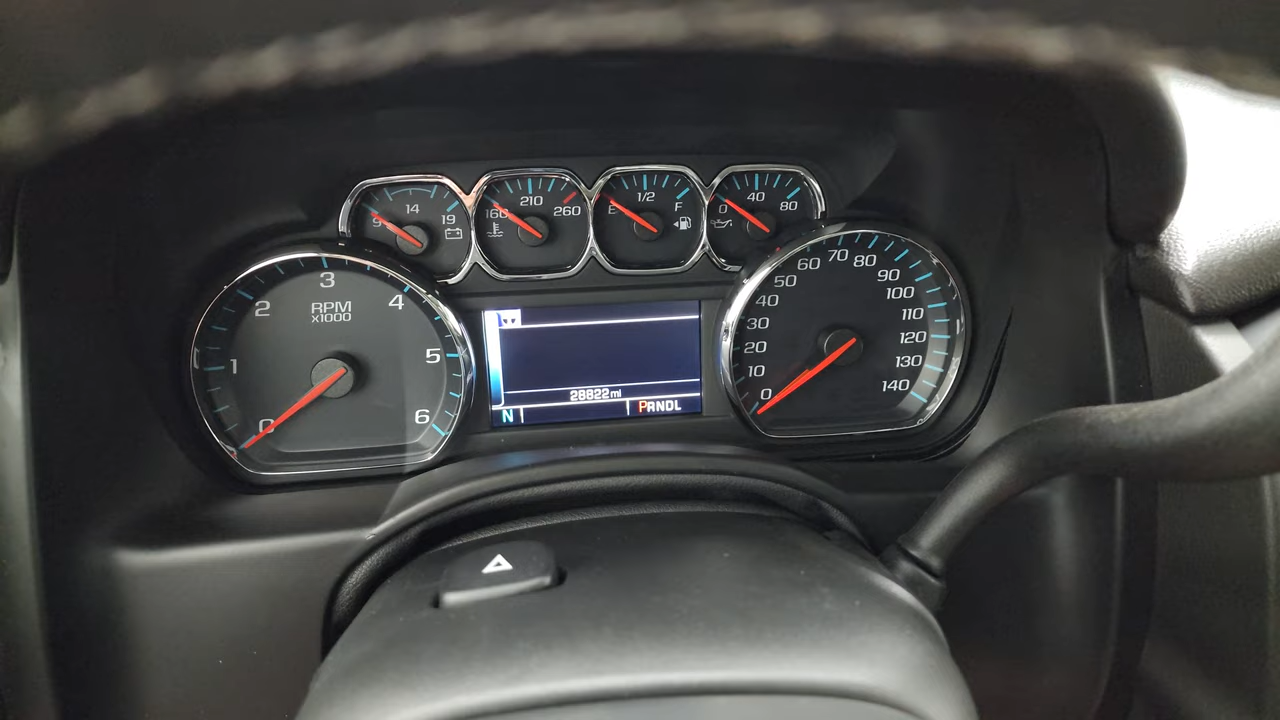 9 14 19
160 210 260
E 1/2 F
0 40 80
RPM
X1000
0 1 2 3 4 5 6
28822 mi
N PRNDL
0 10 20 30 40 50 60 70 80 90 100 110 120 130 140